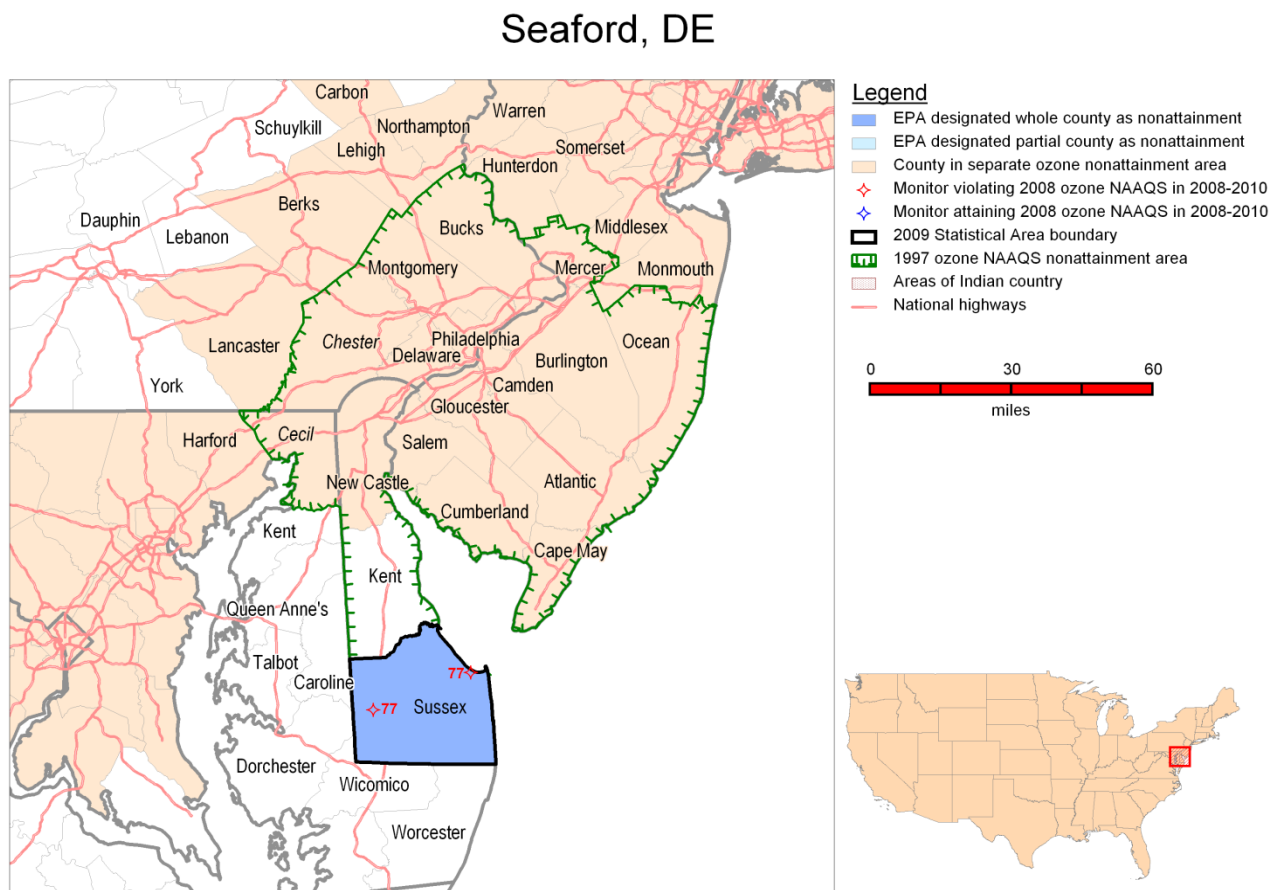 Seaford, DE
Legend
EPA designated whole county as nonattainment
EPA designated partial county as nonattainment
County in separate ozone nonattainment area
Monitor violating 2008 ozone NAAQS in 2008-2010
Monitor attaining 2008 ozone NAAQS in 2008-2010
2009 Statistical Area boundary
1997 ozone NAAQS nonattainment area
Areas of Indian country
National highways
0 30 60
miles
Carbon
Warren
Schuylkill
Northampton
Lehigh
Somerset
Hunterdon
Berks
Dauphin
Lebanon
Bucks
Middlesex
Montgomery
Mercer
Monmouth
Lancaster
Chester
Philadelphia
Delaware
Ocean
Burlington
York
Camden
Gloucester
Harford
Cecil
Salem
New Castle
Atlantic
Cumberland
Kent
Cape May
Kent
Queen Anne's
Talbot
Caroline
77
77
Sussex
Dorchester
Wicomico
Worcester